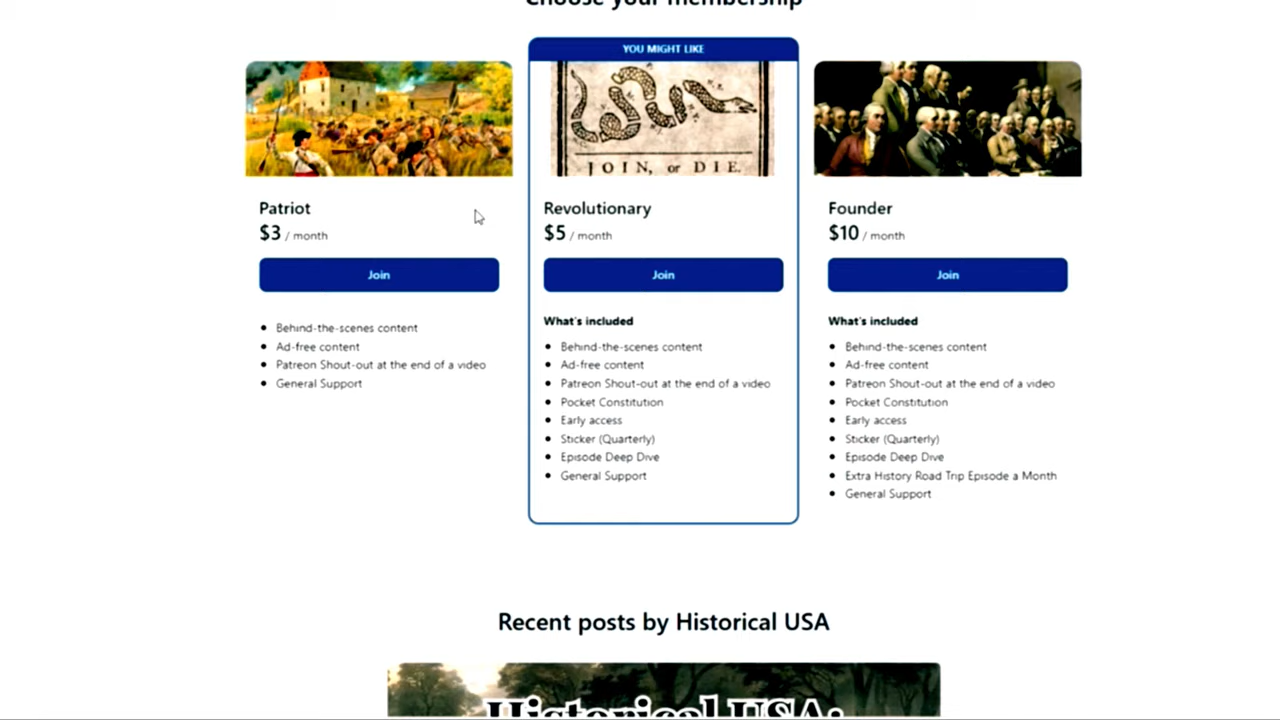 Choose your membership
YOU MIGHT LIKE
JOIN, or DIE.
Patriot
$3 / month
Join
Behind-the-scenes content
Ad-free content
Patreon Shout-out at the end of a video
General Support
Revolutionary
$5 / month
Join
What's included
Behind-the-scenes content
Ad-free content
Patreon Shout-out at the end of a video
Pocket Constitution
Early access
Sticker (Quarterly)
Episode Deep Dive
General Support
Founder
$10 / month
Join
What's included
Behind-the-scenes content
Ad-free content
Patreon Shout-out at the end of a video
Pocket Constitution
Early access
Sticker (Quarterly)
Episode Deep Dive
Extra History Road Trip Episode a Month
General Support
Recent posts by Historical USA
Historical USA: